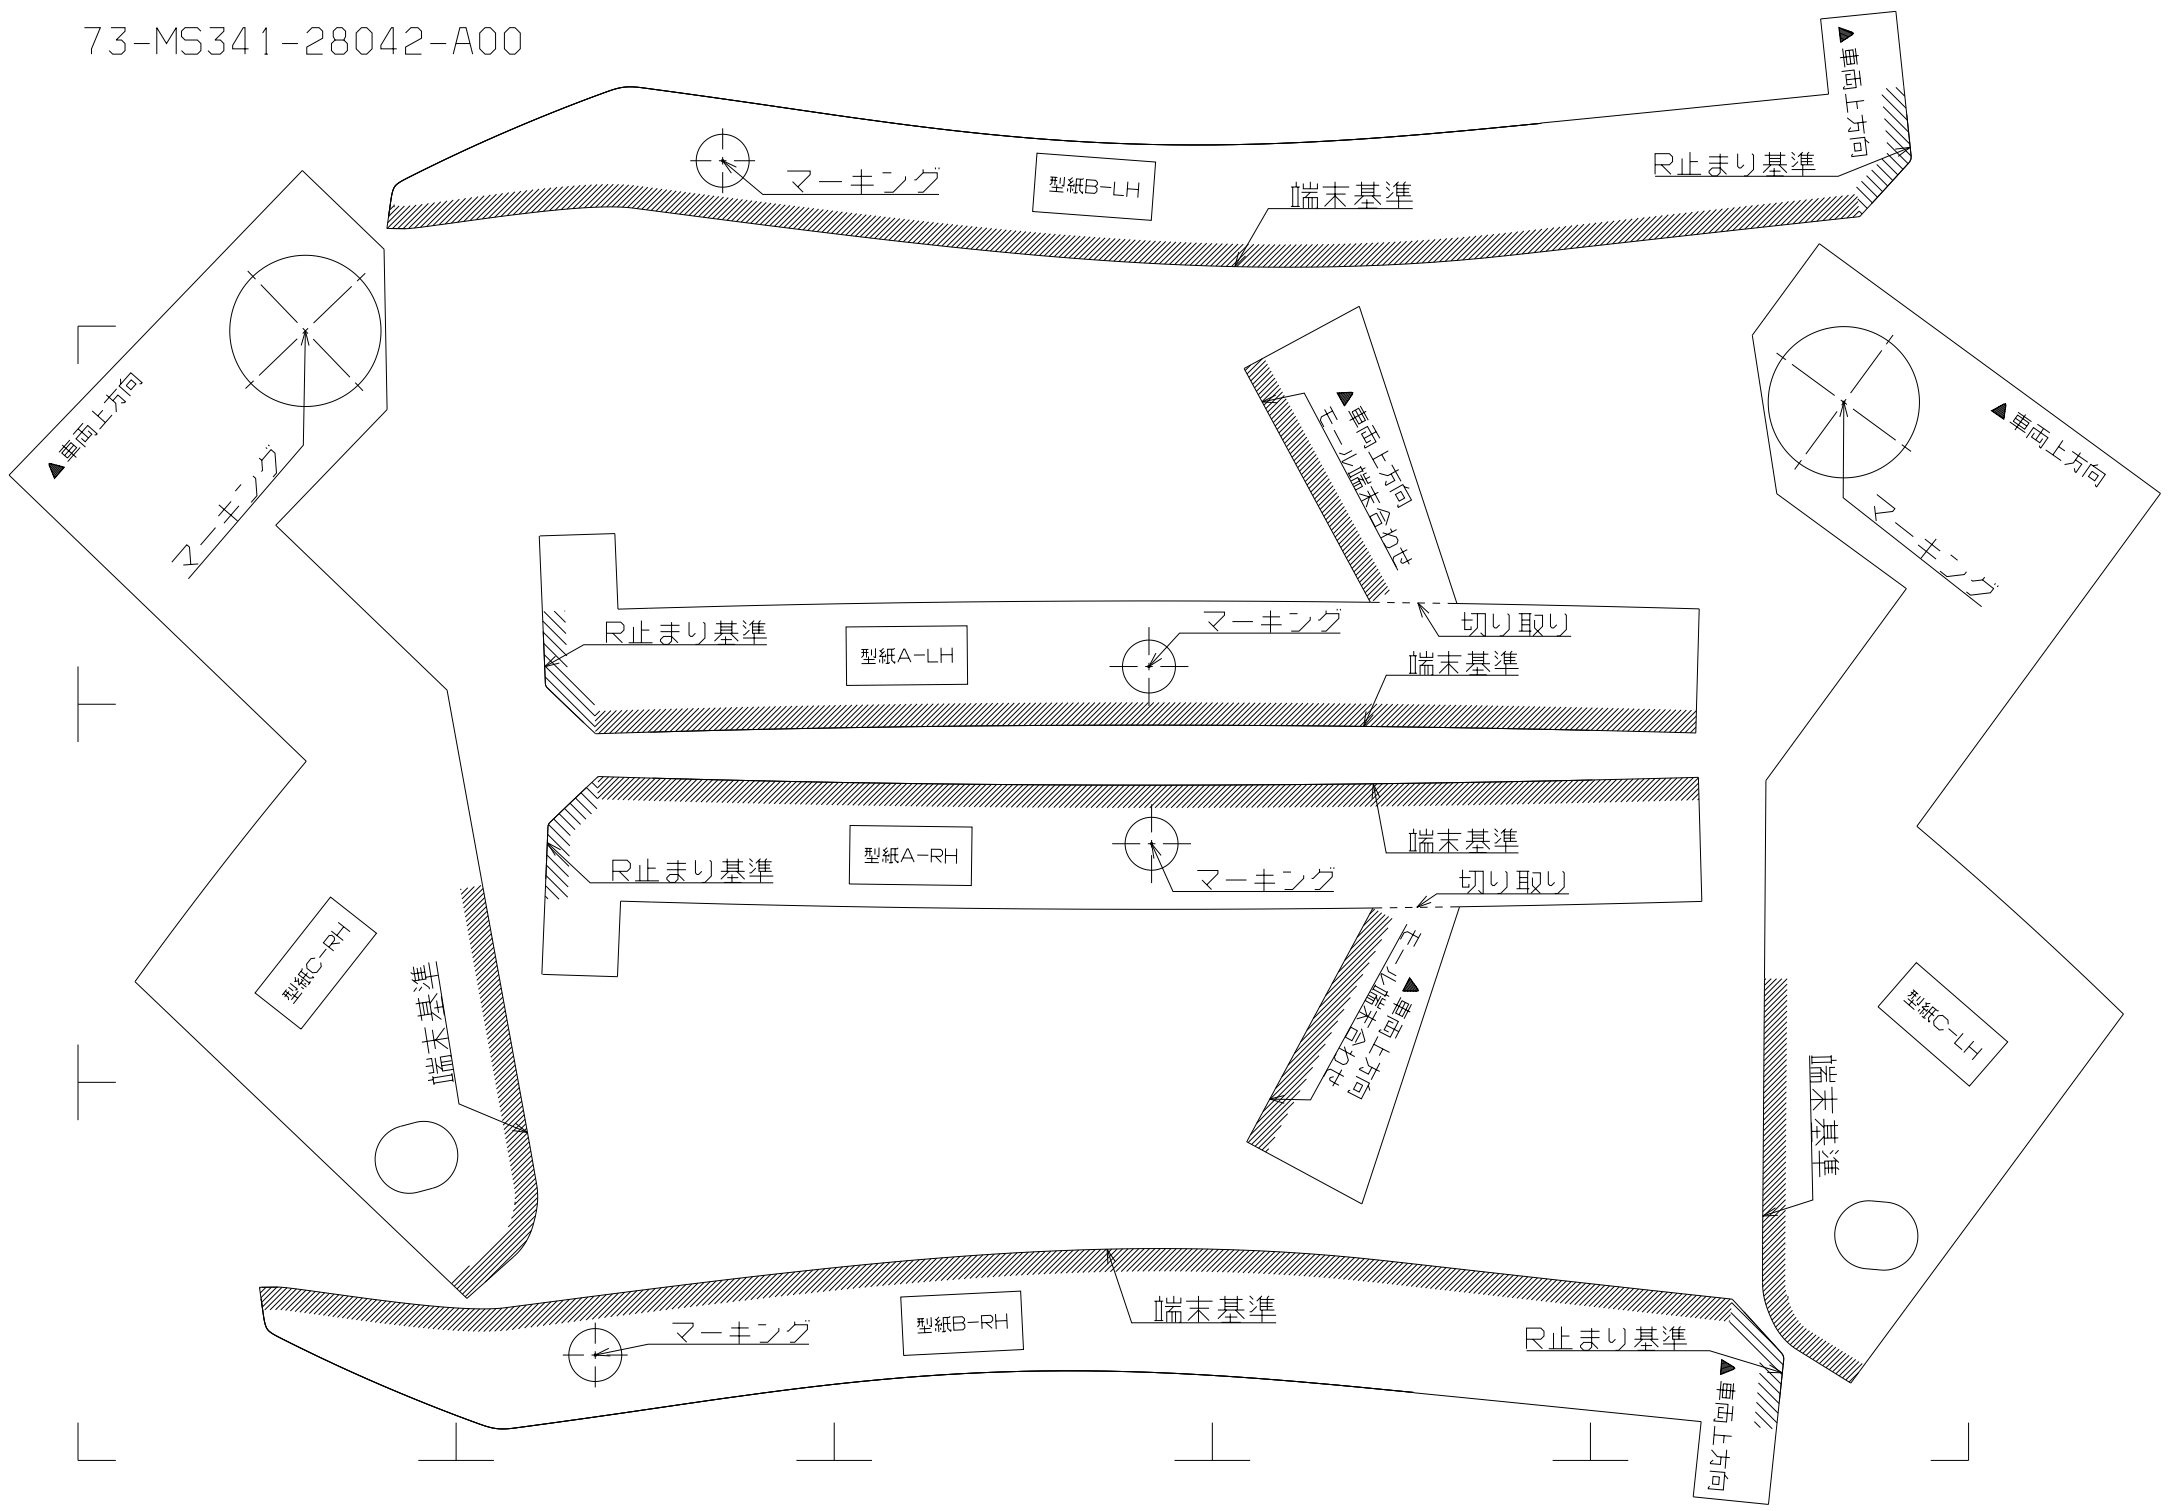 73-MS341-28042-A00
▲車両上方向
マーキング
型紙B-LH
R止まり基準
端末基準
▲車両上方向
マーキング
▲車両上方向
マーキング
▲車両上方向
モール端末合わせ
R止まり基準
型紙A-LH
マーキング
切り取り
端末基準
R止まり基準
型紙A-RH
マーキング
端末基準
切り取り
モール端末合わせ
▲車両上方向
型紙C-RH
端末基準
型紙C-LH
端末基準
マーキング
型紙B-RH
端末基準
R止まり基準
▲車両上方向